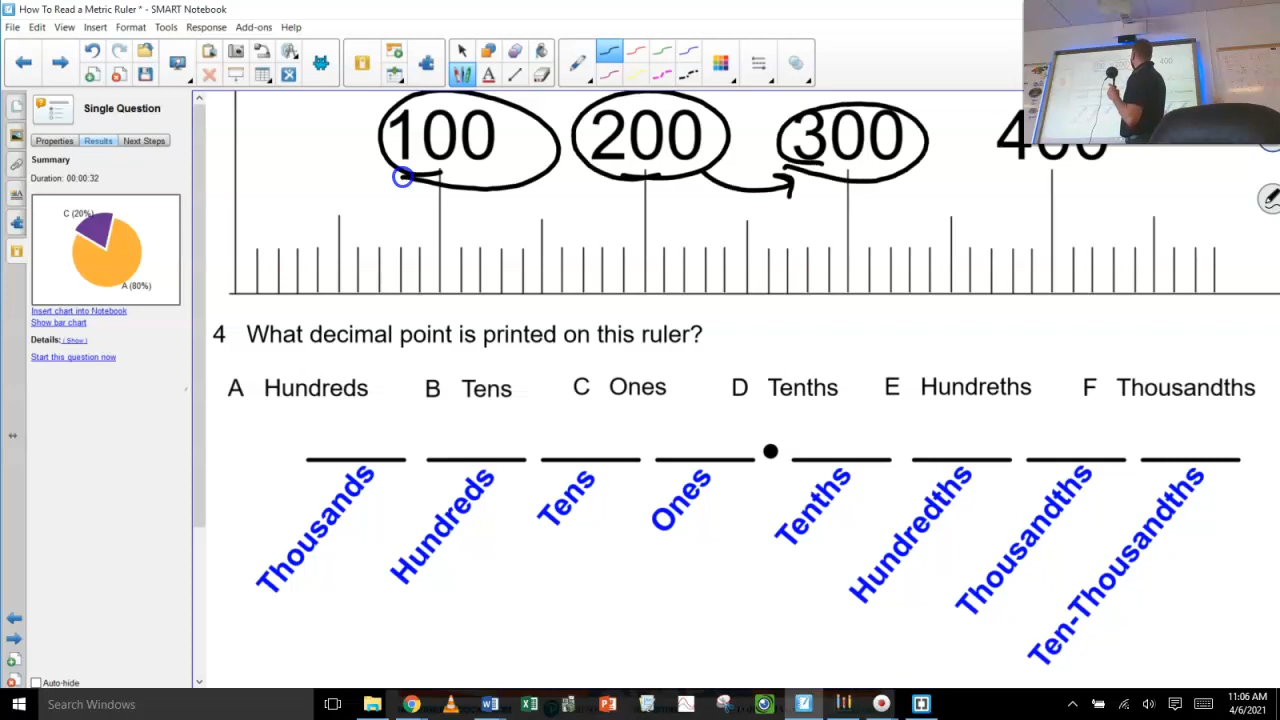 How To Read a Metric Ruler * - SMART Notebook
File Edit View Insert Format Tools Response Add-ons Help
Single Question
Properties Results Next Steps
Summary
Duration: 00:00:32
C (20%)
A (80%)
Insert chart into Notebook
Show bar chart
Details: ( Show )
Start this question now
Auto-hide
100 200 300 400
4 What decimal point is printed on this ruler?
A Hundreds B Tens C Ones D Tenths E Hundreths F Thousandths
Thousands Hundreds Tens Ones Tenths Hundredths Thousandths Ten-Thousandths
Search Windows
11:06 AM
4/6/2021